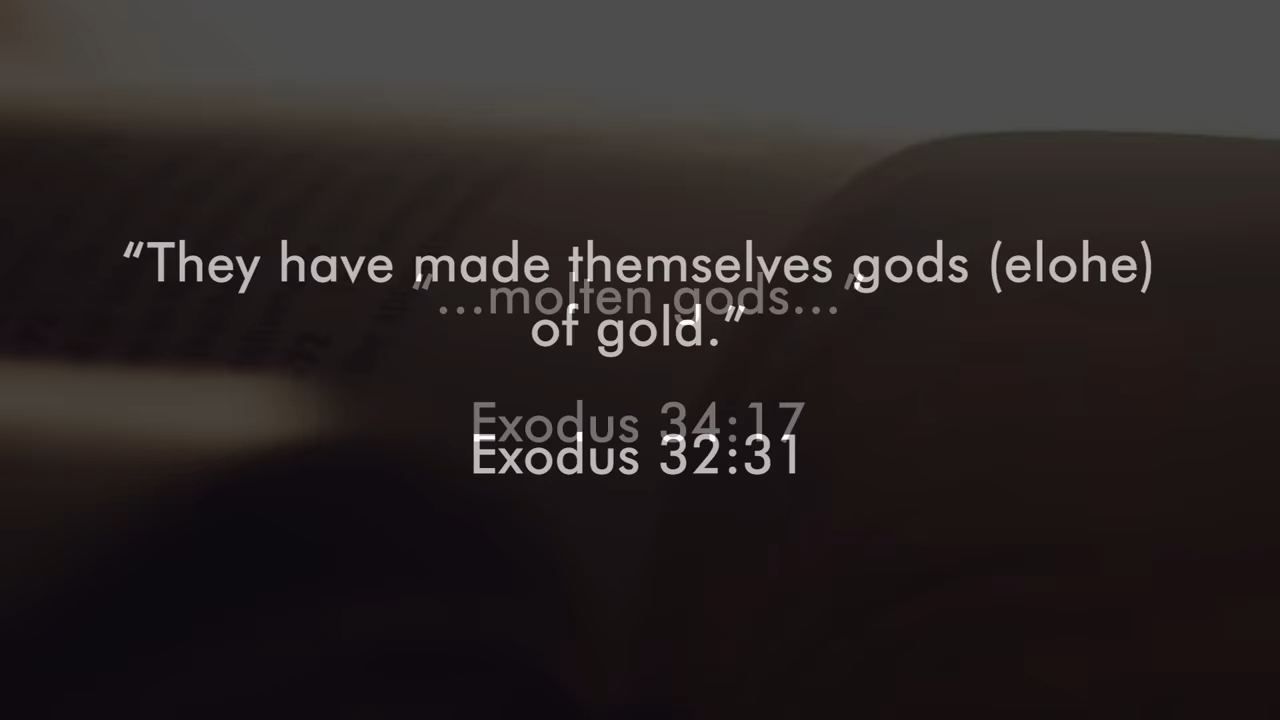 “They have made themselves gods (elohe)
of gold.”
Exodus 32:31
“…molten gods…”
Exodus 34:17